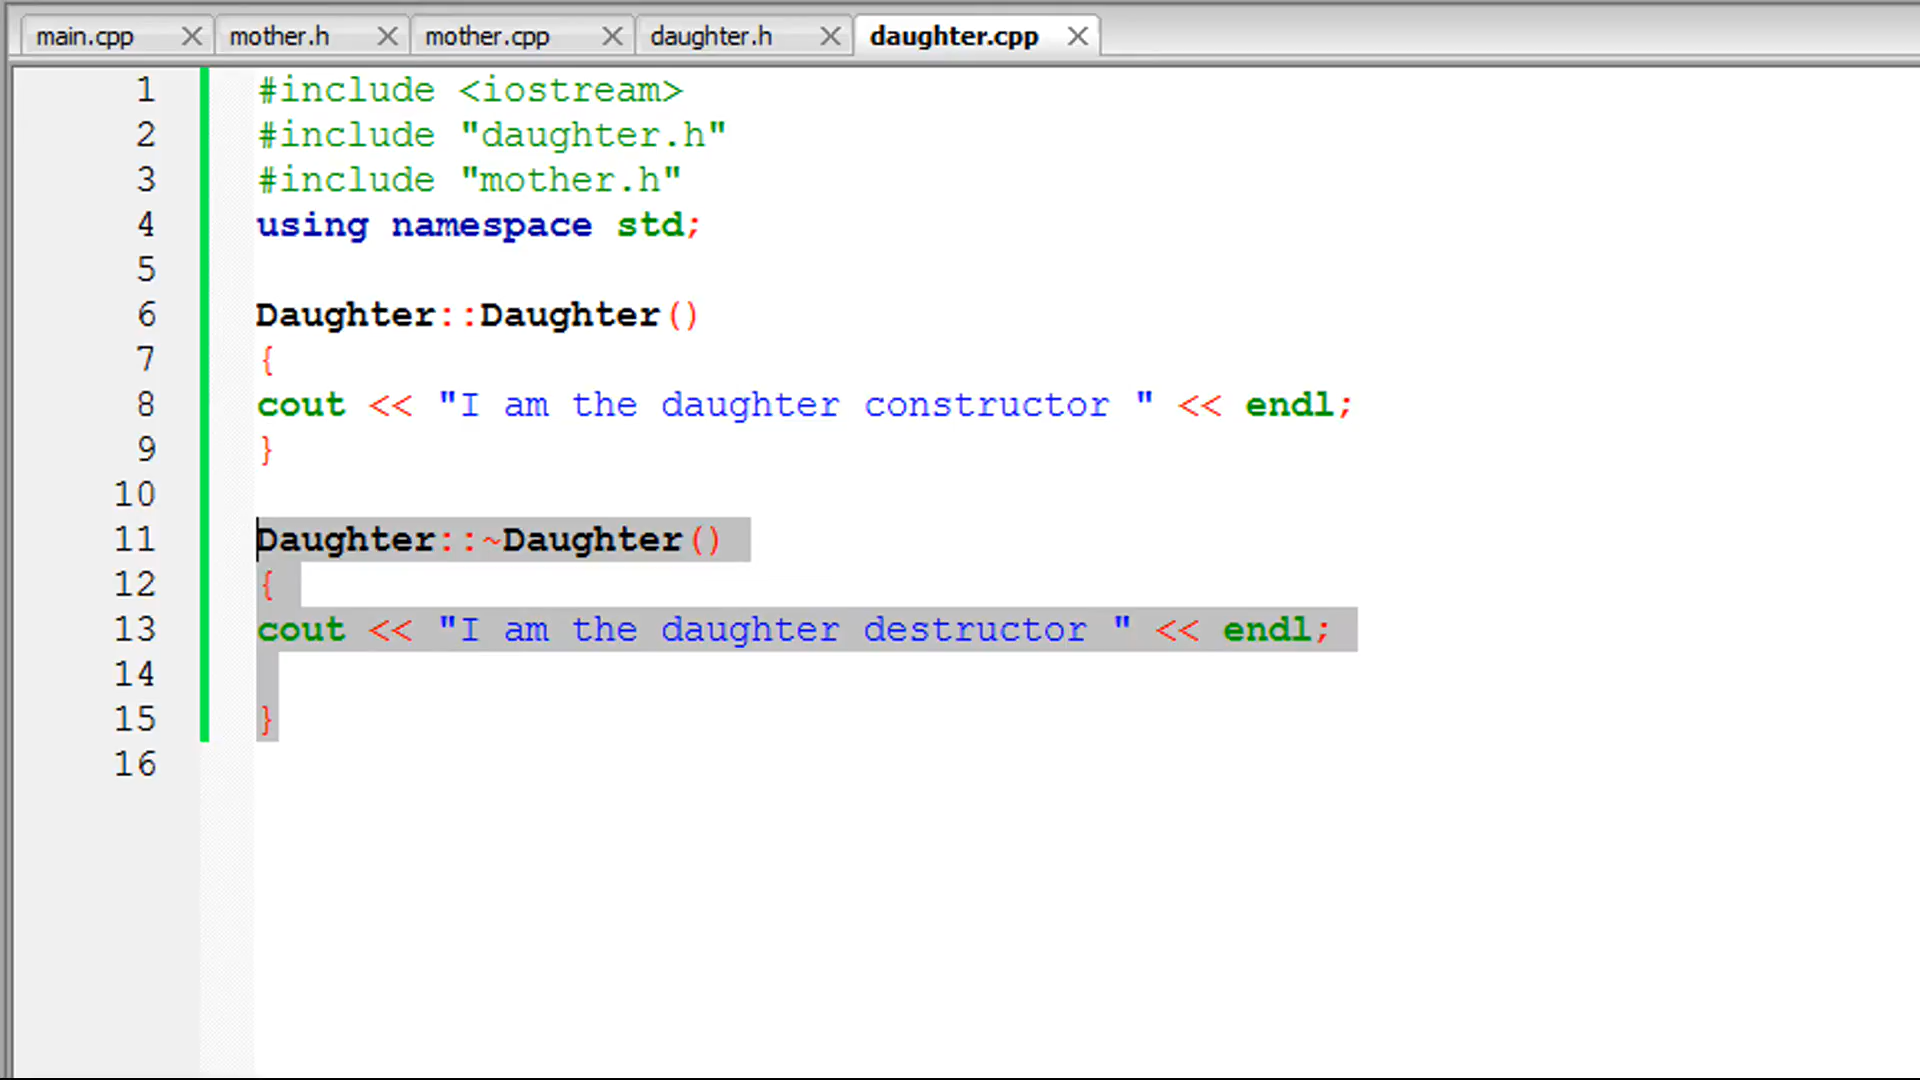 main.cpp mother.h mother.cpp daughter.h daughter.cpp
1 #include <iostream>
2 #include "daughter.h"
3 #include "mother.h"
4 using namespace std;
5
6 Daughter::Daughter()
7 {
8 cout << "I am the daughter constructor " << endl;
9 }
10
11 Daughter::~Daughter()
12 {
13 cout << "I am the daughter destructor " << endl;
14
15 }
16